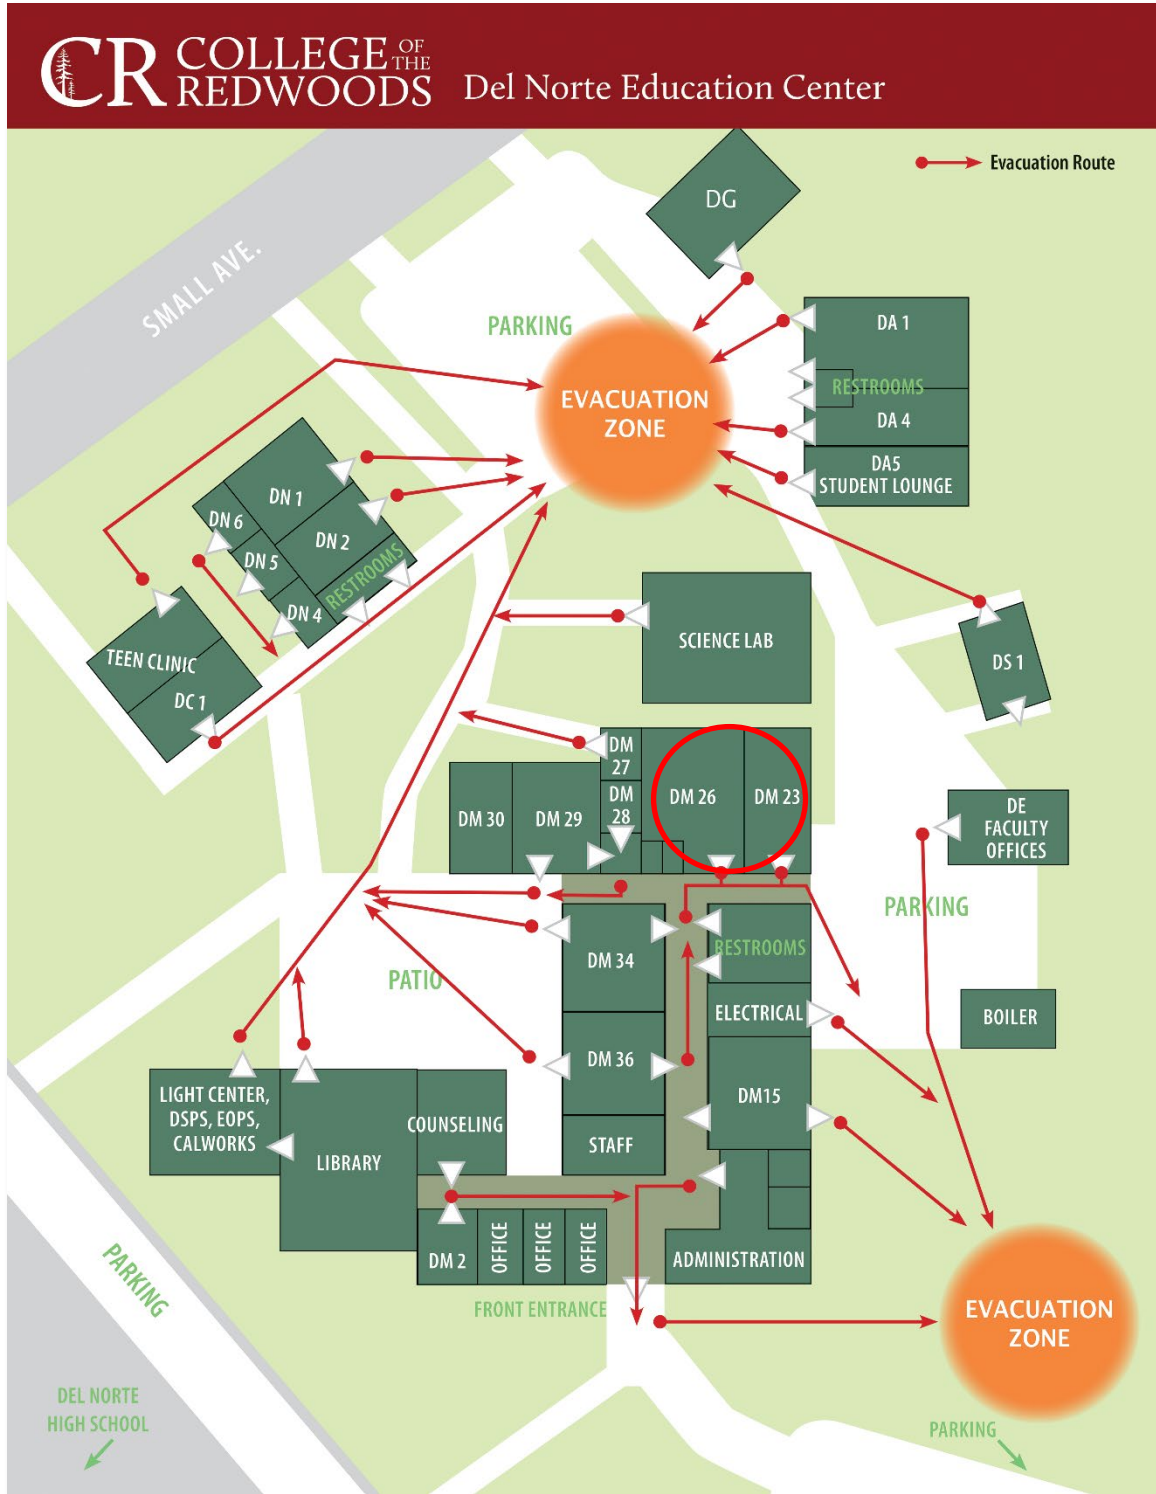 CR COLLEGE OF THE
REDWOODS
Del Norte Education Center
Evacuation Route
DG
SMALL AVE.
PARKING
DA 1
RESTROOMS
DA 4
DA5
STUDENT LOUNGE
EVACUATION
ZONE
DN 1
DN 6
DN 2
DN 5
RESTROOMS
DN 4
TEEN CLINIC
DC 1
SCIENCE LAB
DS 1
DM
27
DM 26
DM 23
DM
28
DM 30
DM 29
DE
FACULTY
OFFICES
PARKING
DM 34
RESTROOMS
PATIO
ELECTRICAL
BOILER
DM 36
DM15
LIGHT CENTER,
DSPS, EOPS,
CALWORKS
COUNSELING
STAFF
LIBRARY
DM 2
OFFICE
OFFICE
OFFICE
ADMINISTRATION
PARKING
FRONT ENTRANCE
EVACUATION
ZONE
DEL NORTE
HIGH SCHOOL
PARKING